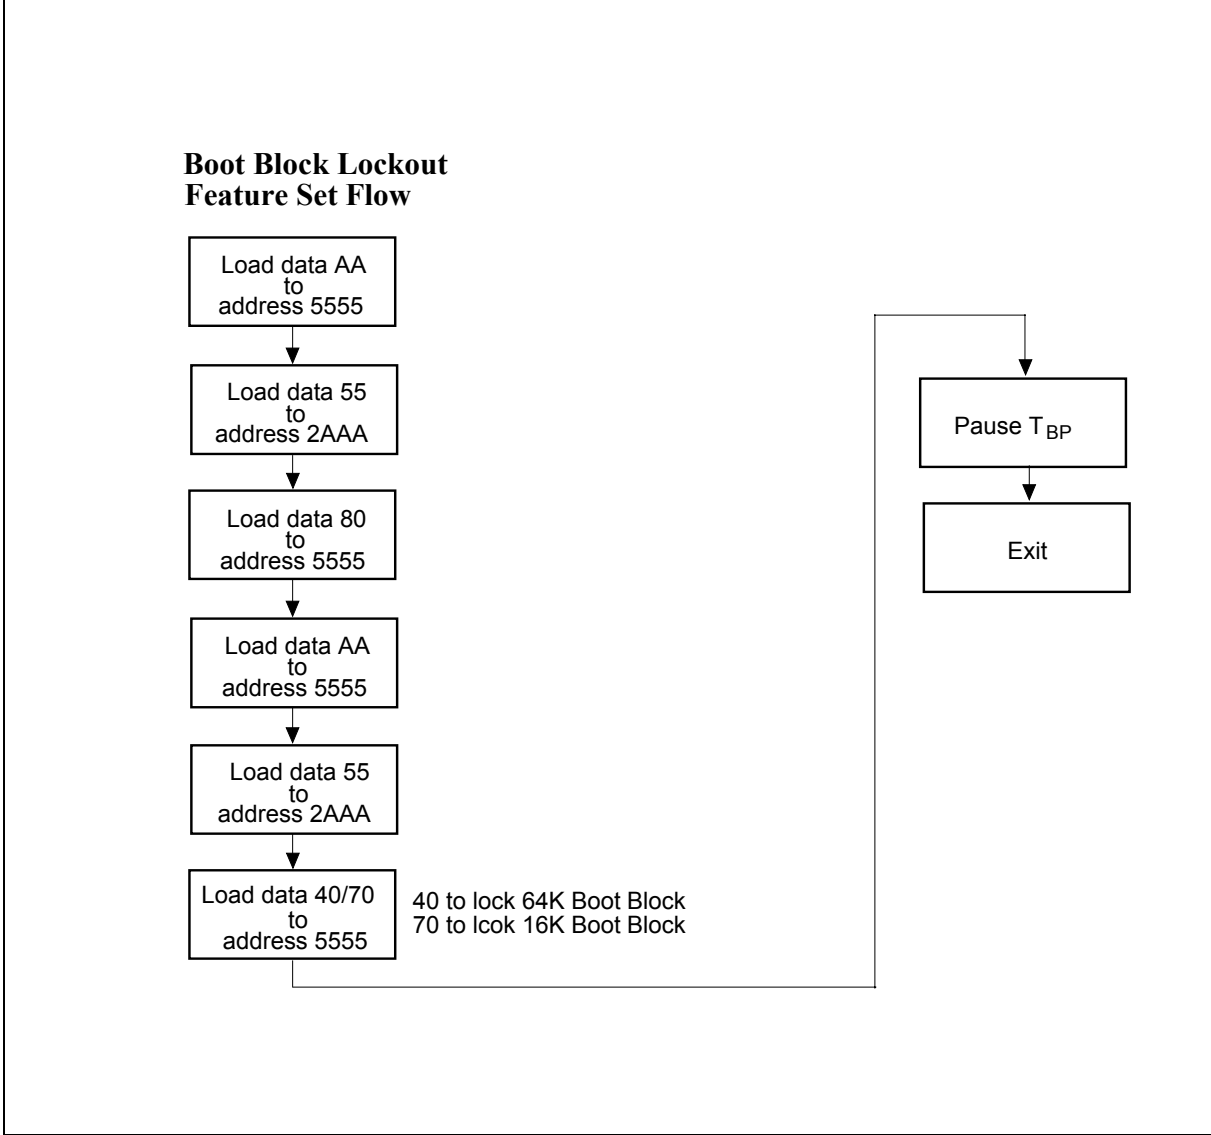 Boot Block Lockout
Feature Set Flow
Load data AA
to
address 5555
Load data 55
to
address 2AAA
Load data 80
to
address 5555
Load data AA
to
address 5555
Load data 55
to
address 2AAA
Load data 40/70
to
address 5555
40 to lock 64K Boot Block
70 to lcok 16K Boot Block
Pause TBP
Exit